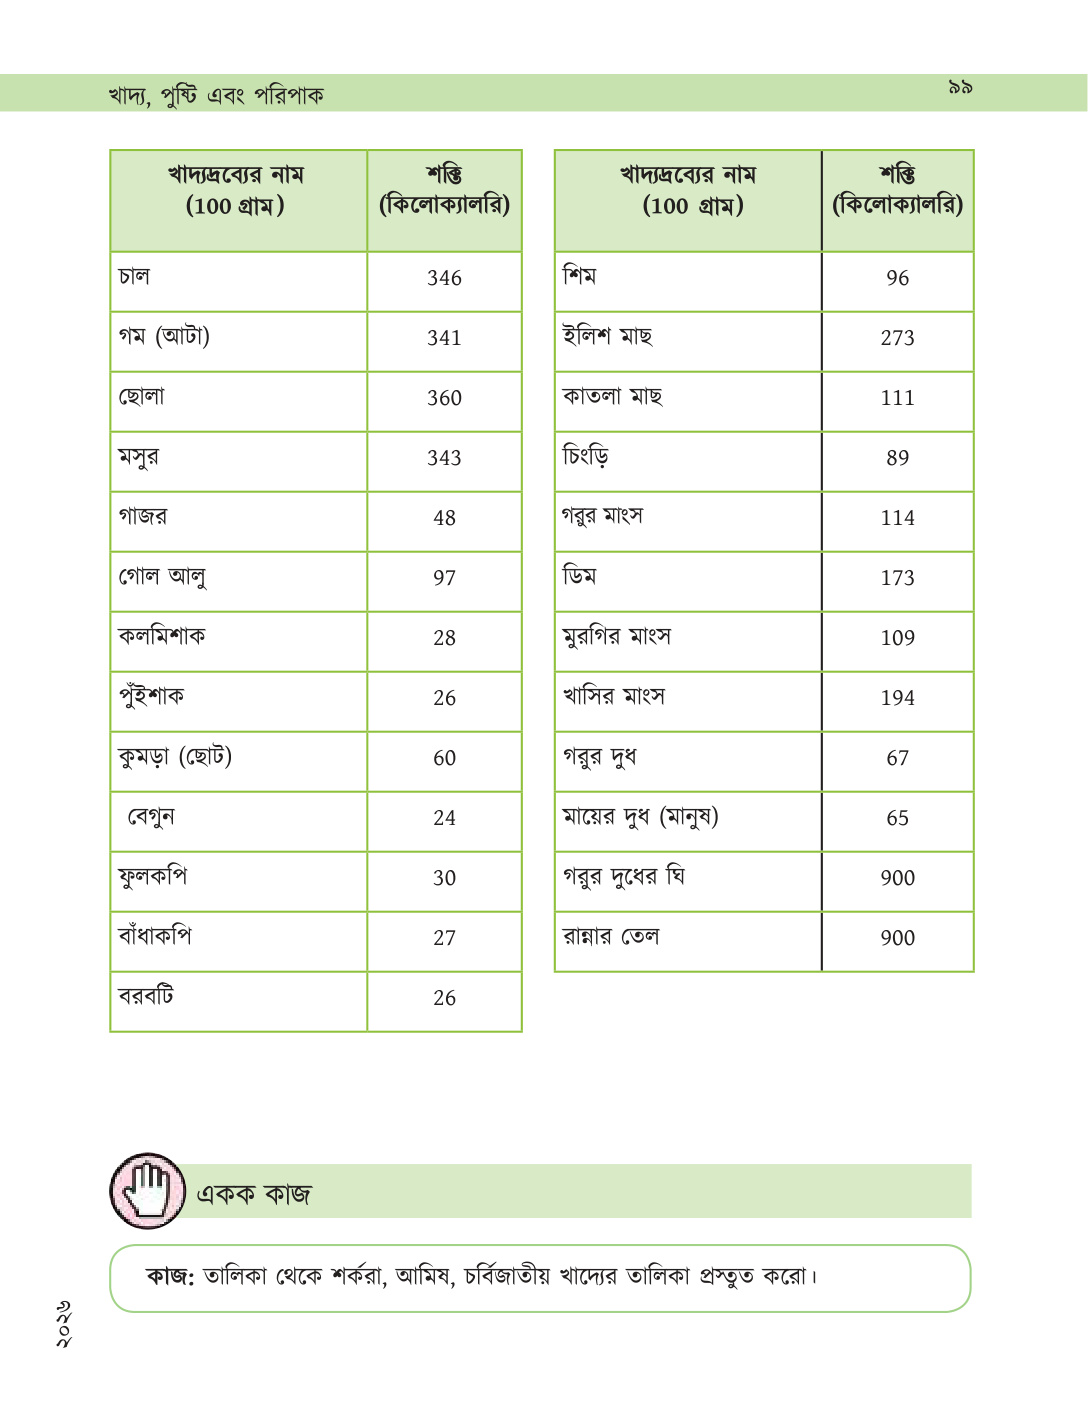 খাদ্য, পুষ্টি এবং পরিপাক
৯৯
খাদ্যদ্রব্যের নাম (100 গ্রাম) শক্তি (কিলোক্যালরি)
চাল 346
গম (আটা) 341
ছোলা 360
মসুর 343
গাজর 48
গোল আলু 97
কলমিশাক 28
পুঁইশাক 26
কুমড়া (ছোট) 60
বেগুন 24
ফুলকপি 30
বাঁধাকপি 27
বরবটি 26
খাদ্যদ্রব্যের নাম (100 গ্রাম) শক্তি (কিলোক্যালরি)
শিম 96
ইলিশ মাছ 273
কাতলা মাছ 111
চিংড়ি 89
গরুর মাংস 114
ডিম 173
মুরগির মাংস 109
খাসির মাংস 194
গরুর দুধ 67
মায়ের দুধ (মানুষ) 65
গরুর দুধের ঘি 900
রান্নার তেল 900
একক কাজ
কাজ: তালিকা থেকে শর্করা, আমিষ, চর্বিজাতীয় খাদ্যের তালিকা প্রস্তুত করো।
২০২৬